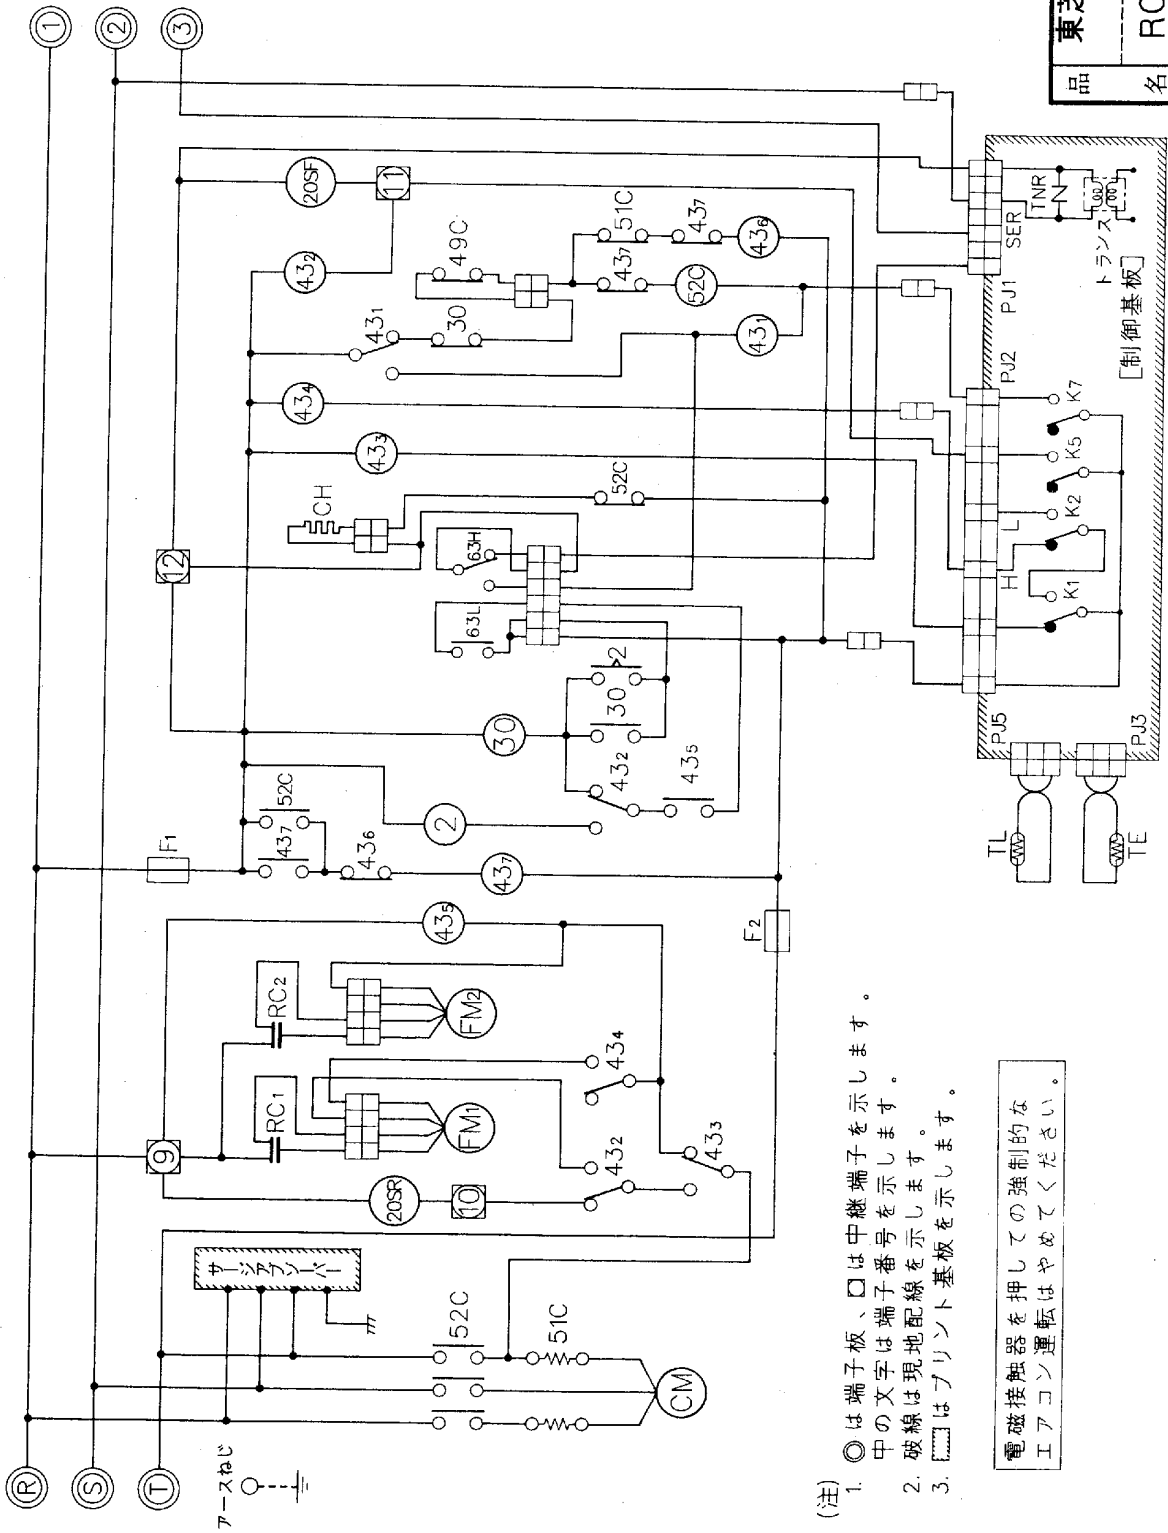 R
S
T
アースねじ
サージアブソーバー
52C
51C
CM
9
20SR
10
RC1
FM1
RC2
FM2
432
434
433
435
F2
F1
437
52C
436
437
2
30
432
435
30
2
63L
63H
12
CH
52C
433
434
431
30
432
49C
20SF
11
437
52C
431
51C
437
436
1
2
3
TL
TE
PJ5
PJ3
H
L
PJ2
PJ1
SER
TNR
トランス
[制御基板]
K1
K2
K5
K7
(注)
1. ◎は端子板、□は中継端子を示します。
中の文字は端子番号を示します。
2. 破線は現地配線を示します。
3. はプリント基板を示します。
電磁接触器を押しての強制的な
エアコン運転はやめてください。
品
名
東芝
RC